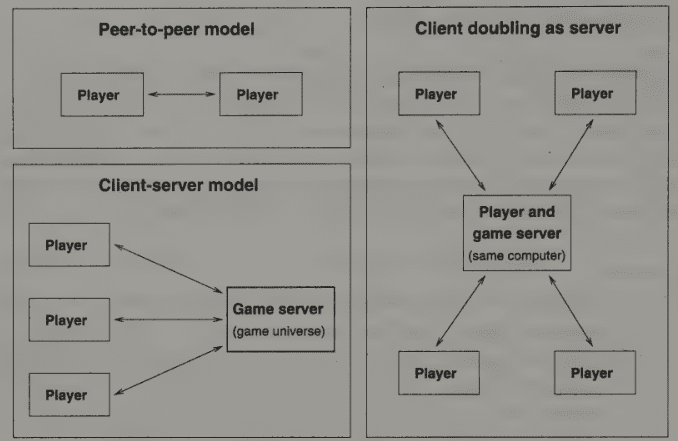 Peer-to-peer model
Player
Player
Client-server model
Player
Player
Player
Game server
(game universe)
Client doubling as server
Player
Player
Player and
game server
(same computer)
Player
Player